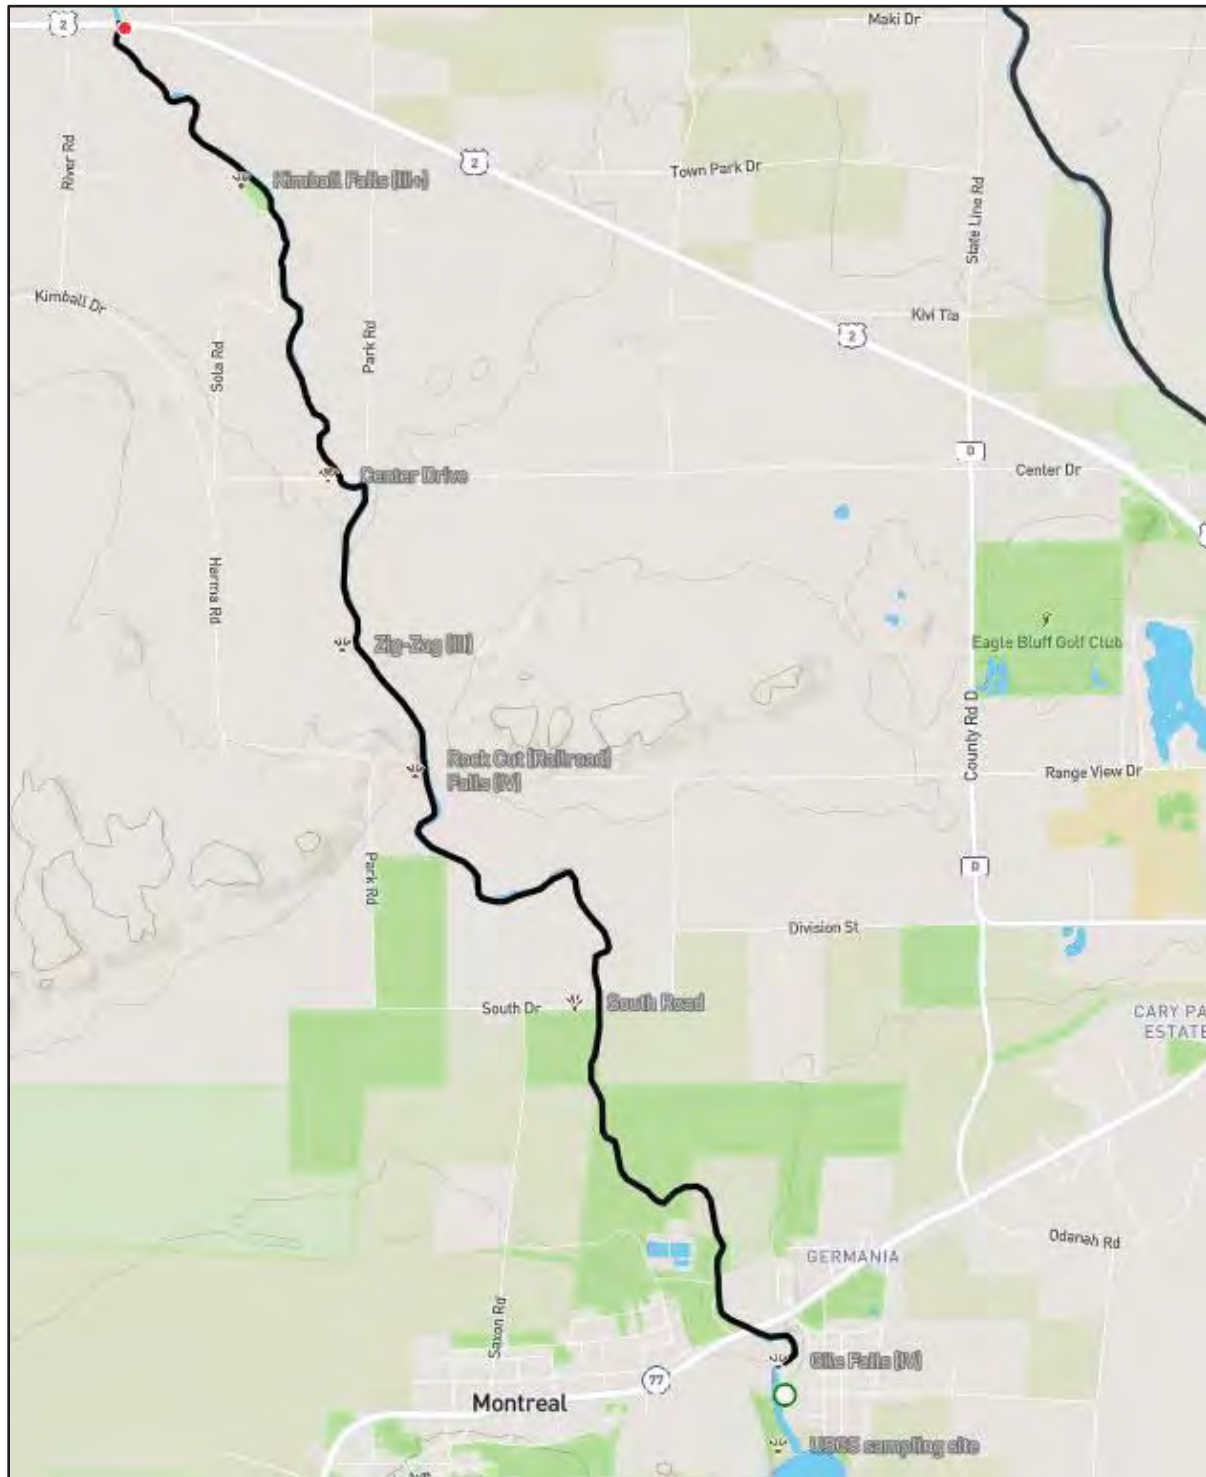 Maki Dr
2
River Rd
Kimball Falls (III+)
2
Town Park Dr
State Line Rd
Kimball Dr
Sola Rd
Park Rd
Kivi Tla
2
D
Center Drive
Center Dr
Harma Rd
Zig-Zag (III)
Eagle Bluff Golf Club
County Rd D
Rock Cut (Railroad)
Falls (IV)
Range View Dr
Park Rd
D
Division St
South Dr
South Road
CARY PA
ESTATE
GERMANIA
Odanah Rd
Saxon Rd
Gile Falls (IV)
77
Montreal
USGS sampling site